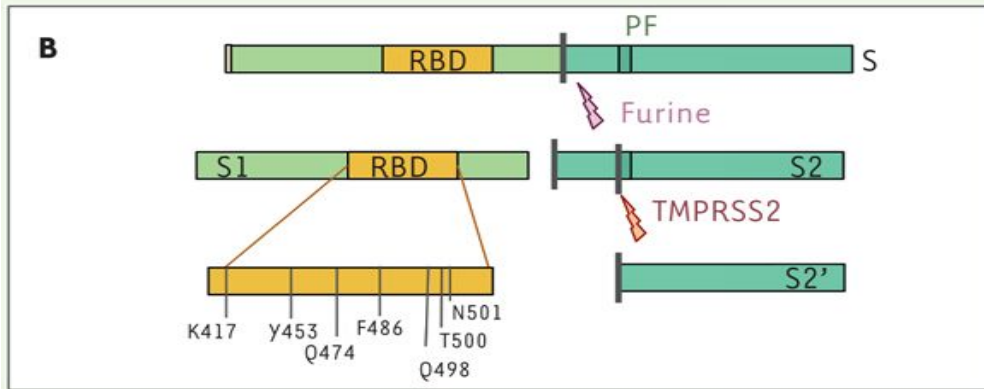 B
PF
RBD
S
Furine
S1
RBD
S2
TMPRSS2
S2’
K417
Y453
Q474
F486
Q498
T500
N501